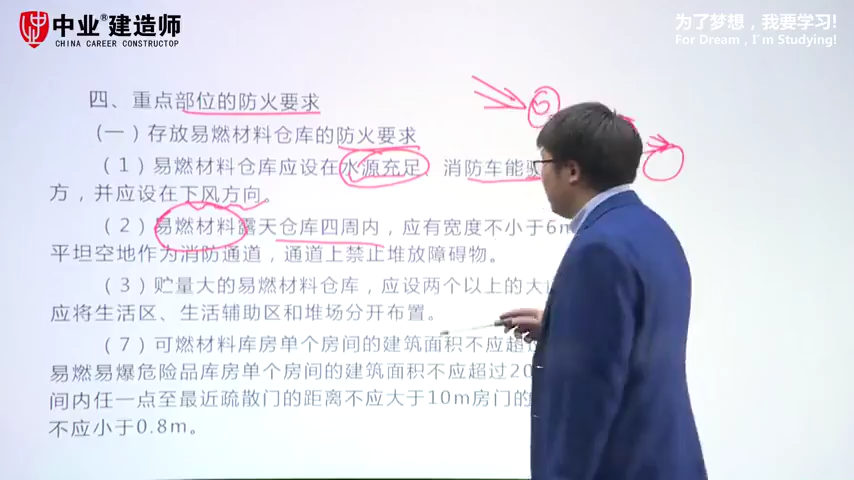 中业®建造师
CHINA CAREER CONSTRUCTOP
为了梦想，我要学习!
For Dream , I`m Studying!
四、重点部位的防火要求
(一) 存放易燃材料仓库的防火要求
(1) 易燃材料仓库应设在水源充足、消防车能驶
方，并应设在下风方向。
(2) 易燃材料露天仓库四周内，应有宽度不小于6m
平坦空地作为消防通道，通道上禁止堆放障碍物。
(3) 贮量大的易燃材料仓库，应设两个以上的大
应将生活区、生活辅助区和堆场分开布置。
(7) 可燃材料库房单个房间的建筑面积不应超
易燃易爆危险品库房单个房间的建筑面积不应超过20
间内任一点至最近疏散门的距离不应大于10m房门的
不应小于0.8m。